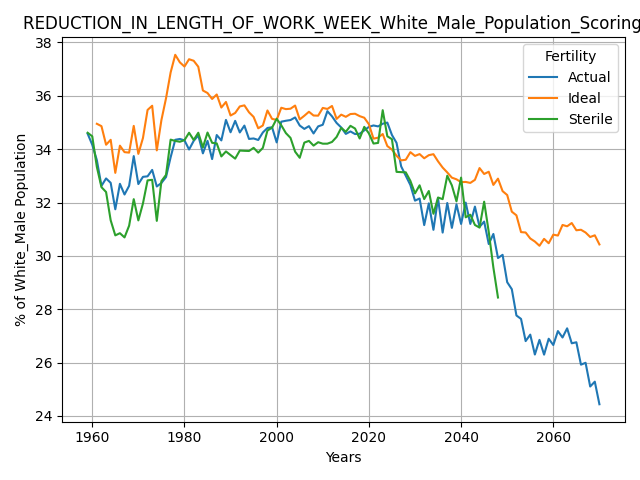 REDUCTION_IN_LENGTH_OF_WORK_WEEK_White_Male_Population_Scoring
Fertility
Actual
Ideal
Sterile
% of White_Male Population
38
36
34
32
30
28
26
24
1960
1980
2000
2020
2040
2060
Years